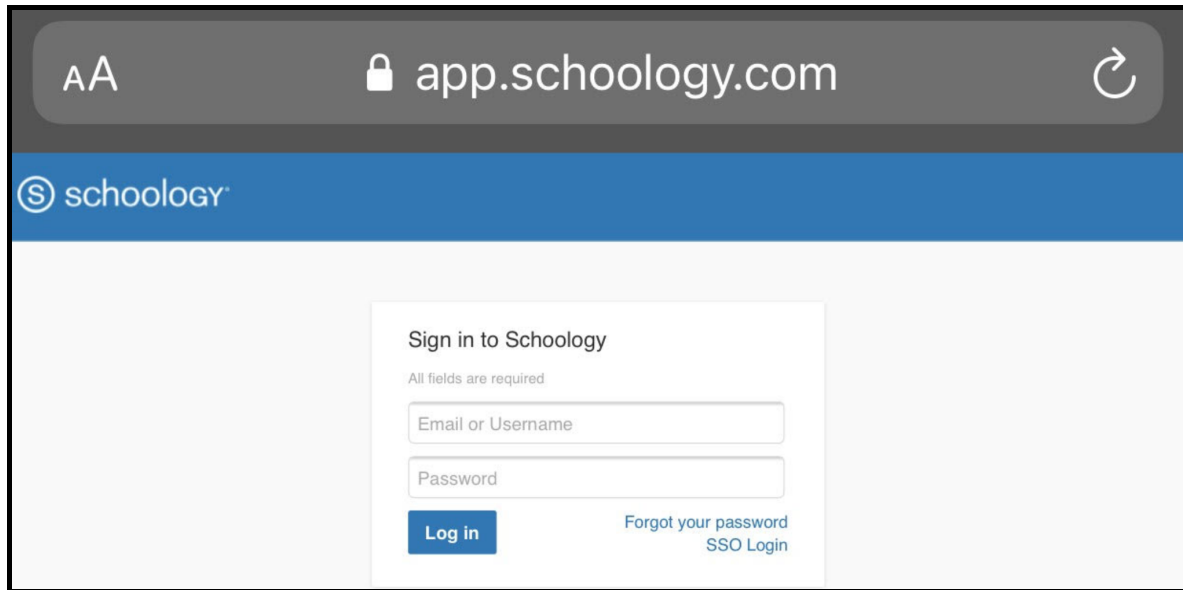 AA app.schoology.com
S schoology
Sign in to Schoology
All fields are required
Email or Username
Password
Log in Forgot your password
SSO Login